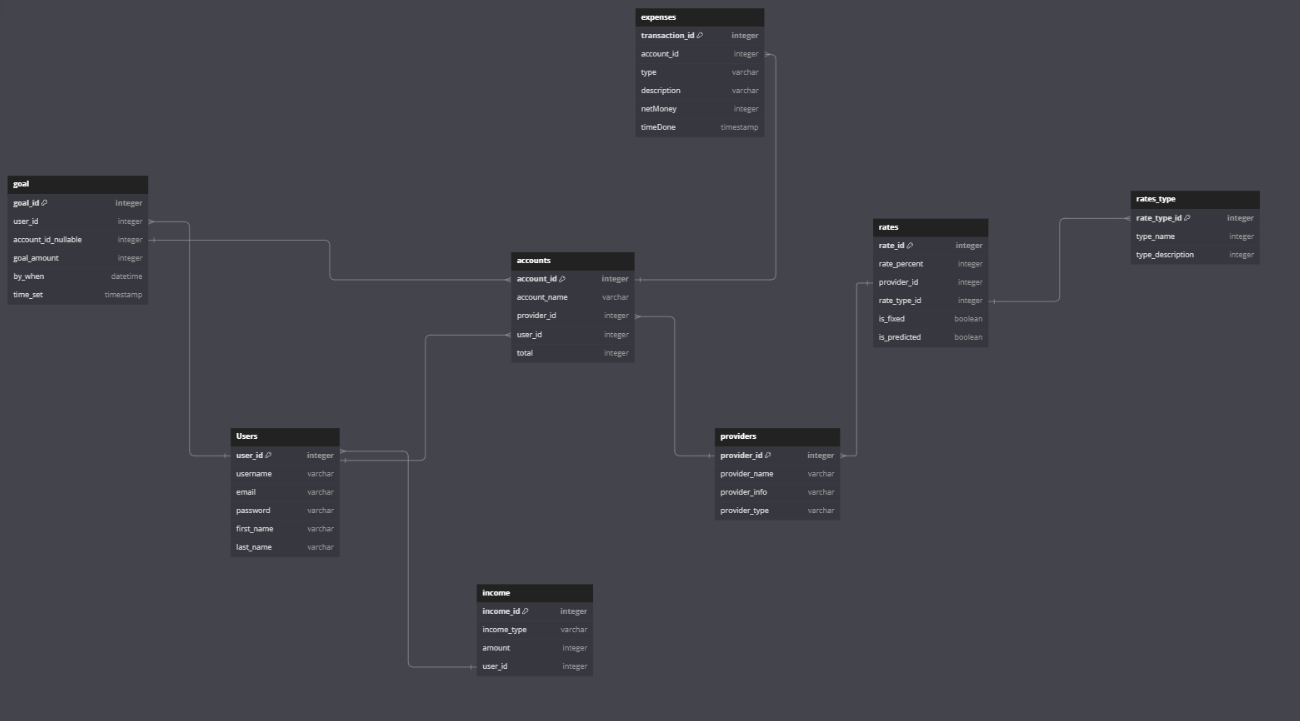 expenses
transaction_id integer
account_id integer
type varchar
description varchar
netMoney integer
timeDone timestamp
goal
goal_id integer
user_id integer
account_id_nullable integer
goal_amount integer
by_when datetime
time_set timestamp
rates_type
rate_type_id integer
type_name integer
type_description integer
rates
rate_id integer
rate_percent integer
provider_id integer
rate_type_id integer
is_fixed boolean
is_predicted boolean
accounts
account_id integer
account_name varchar
provider_id integer
user_id integer
total integer
Users
user_id integer
username varchar
email varchar
password varchar
first_name varchar
last_name varchar
providers
provider_id integer
provider_name varchar
provider_info varchar
provider_type varchar
income
income_id integer
income_type varchar
amount integer
user_id integer